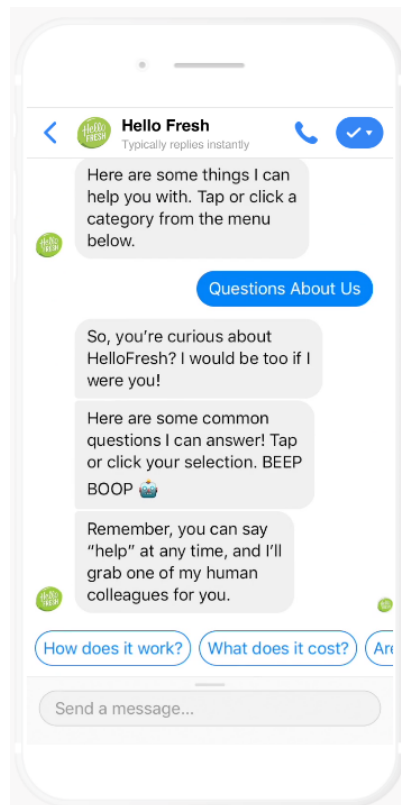 Hello Fresh
Typically replies instantly
Here are some things I can
help you with. Tap or click a
category from the menu
below.
Questions About Us
So, you're curious about
HelloFresh? I would be too if I
were you!
Here are some common
questions I can answer! Tap
or click your selection. BEEP
BOOP 🤖
Remember, you can say
“help” at any time, and I'll
grab one of my human
colleagues for you.
How does it work? What does it cost? Are
Send a message...